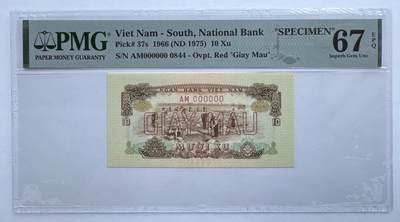 PMG
PAPER MONEY GUARANTY
Viet Nam - South, National Bank
Pick# 37s 1966 (ND 1975) 10 Xu
S/N AM000000 0844 - Ovpt. Red 'Giay Mau'
"SPECIMEN"
67
EPQ
Superb Gem Unc
NGAN HANG VIET NAM
AM 000000
GIAY MAU
10
10
MUOI XU